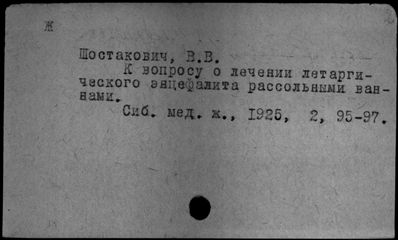 Ж
Шостакович, В.В.
К вопросу о лечении летарги-
ческого энцефалита рассольными ван-
нами.
Сиб. мед. ж., 1925, 2, 95-97.